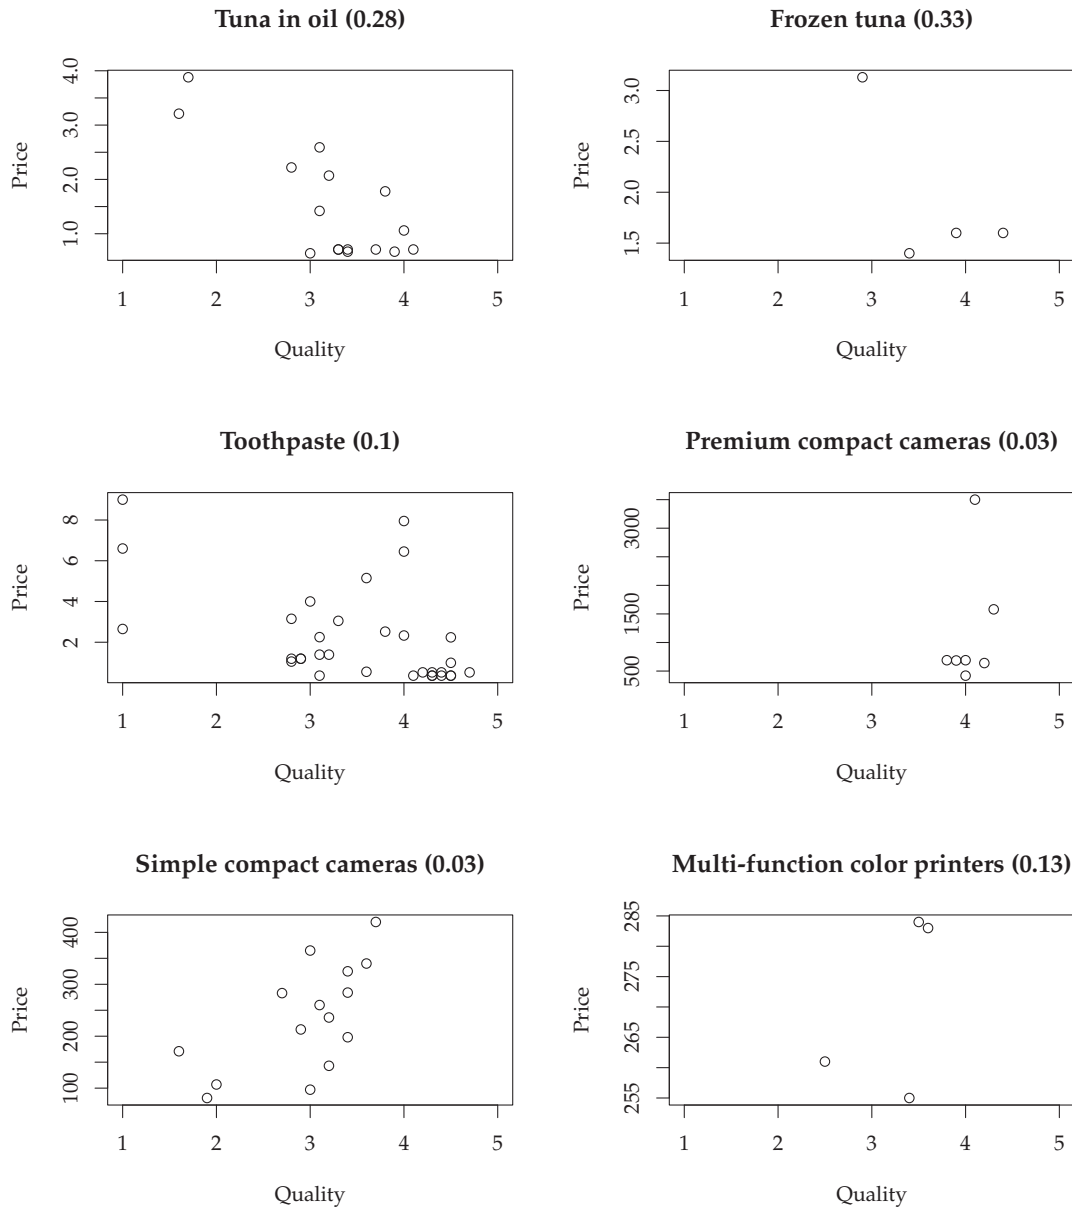 Tuna in oil (0.28)
Price
1.0 2.0 3.0 4.0
1 2 3 4 5
Quality
Frozen tuna (0.33)
Price
1.5 2.0 2.5 3.0
1 2 3 4 5
Quality
Toothpaste (0.1)
Price
2 4 6 8
1 2 3 4 5
Quality
Premium compact cameras (0.03)
Price
500 1500 3000
1 2 3 4 5
Quality
Simple compact cameras (0.03)
Price
100 200 300 400
1 2 3 4 5
Quality
Multi-function color printers (0.13)
Price
255 265 275 285
1 2 3 4 5
Quality